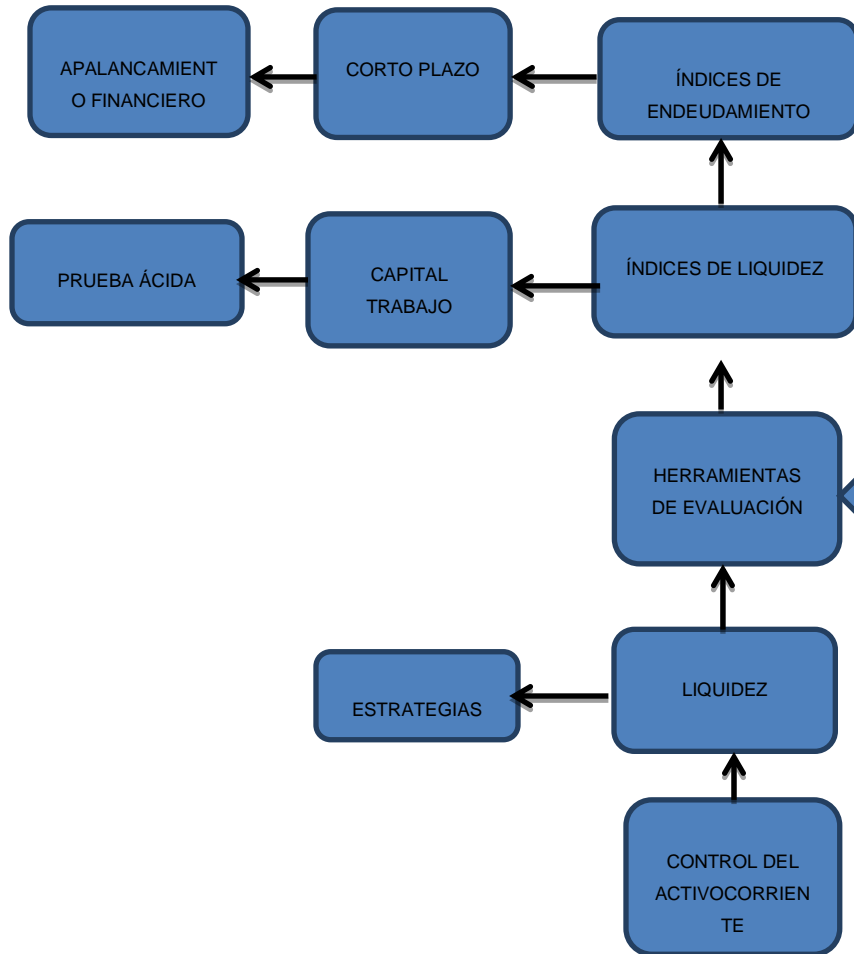 APALANCAMIENT
O FINANCIERO
CORTO PLAZO
ÍNDICES DE
ENDEUDAMIENTO
PRUEBA ÁCIDA
CAPITAL
TRABAJO
ÍNDICES DE LIQUIDEZ
HERRAMIENTAS
DE EVALUACIÓN
ESTRATEGIAS
LIQUIDEZ
CONTROL DEL
ACTIVOCORRIEN
TE